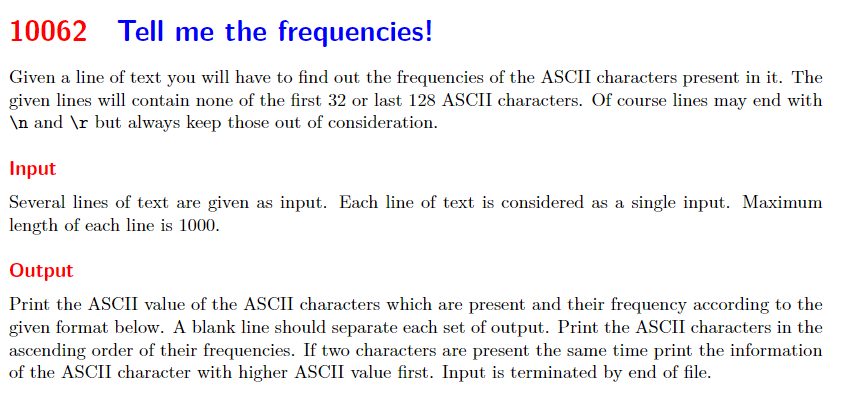 10062 Tell me the frequencies!
Given a line of text you will have to find out the frequencies of the ASCII characters present in it. The
given lines will contain none of the first 32 or last 128 ASCII characters. Of course lines may end with
\n and \r but always keep those out of consideration.
Input
Several lines of text are given as input. Each line of text is considered as a single input. Maximum
length of each line is 1000.
Output
Print the ASCII value of the ASCII characters which are present and their frequency according to the
given format below. A blank line should separate each set of output. Print the ASCII characters in the
ascending order of their frequencies. If two characters are present the same time print the information
of the ASCII character with higher ASCII value first. Input is terminated by end of file.